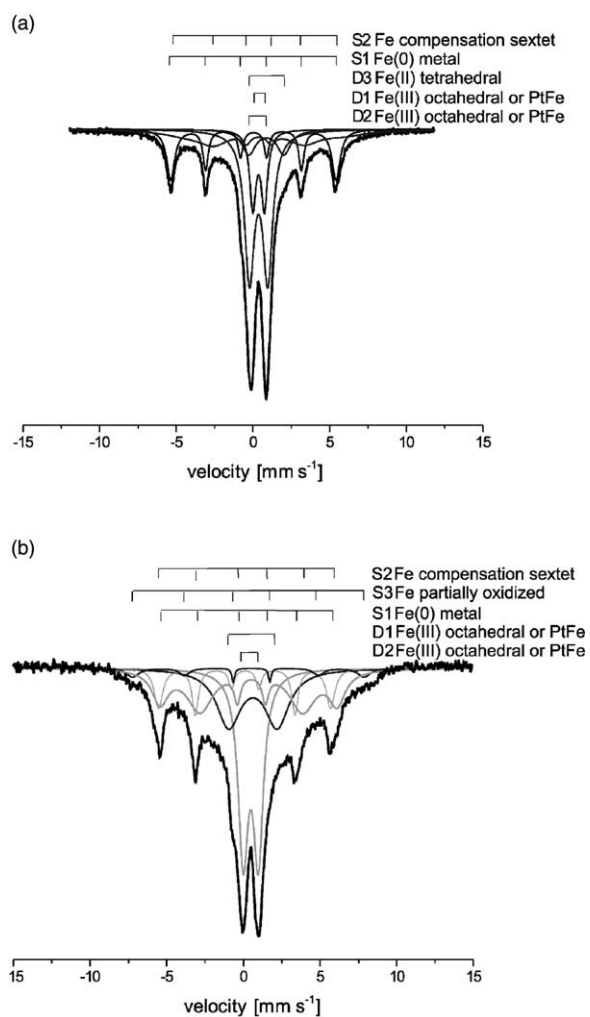 (a)
S2 Fe compensation sextet
S1 Fe(0) metal
D3 Fe(II) tetrahedral
D1 Fe(III) octahedral or PtFe
D2 Fe(III) octahedral or PtFe
-15 -10 -5 0 5 10 15
velocity [mm s⁻¹]
(b)
S2 Fe compensation sextet
S3 Fe partially oxidized
S1 Fe(0) metal
D1 Fe(III) octahedral or PtFe
D2 Fe(III) octahedral or PtFe
15 -10 -5 0 5 10 15
velocity [mm s⁻¹]